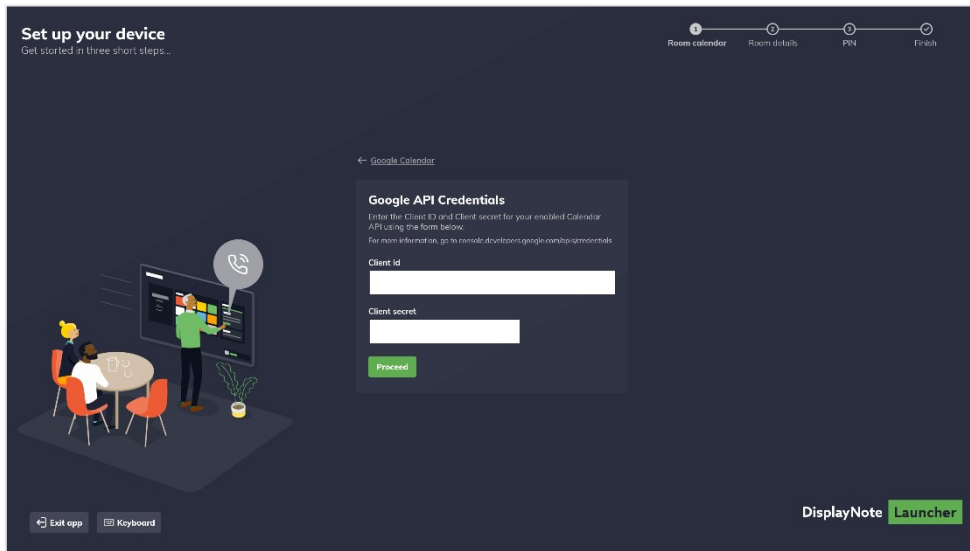 Set up your device
Get started in three short steps...
1 2 3
Room calendar Room details PIN Finish
← Google Calendar
Google API Credentials
Enter the Client ID and Client secret for your enabled Calendar
API using the form below.
For more information, go to console.developers.google.com/apis/credentials
Client Id
Client secret
Proceed
Exit app Keyboard
DisplayNote Launcher